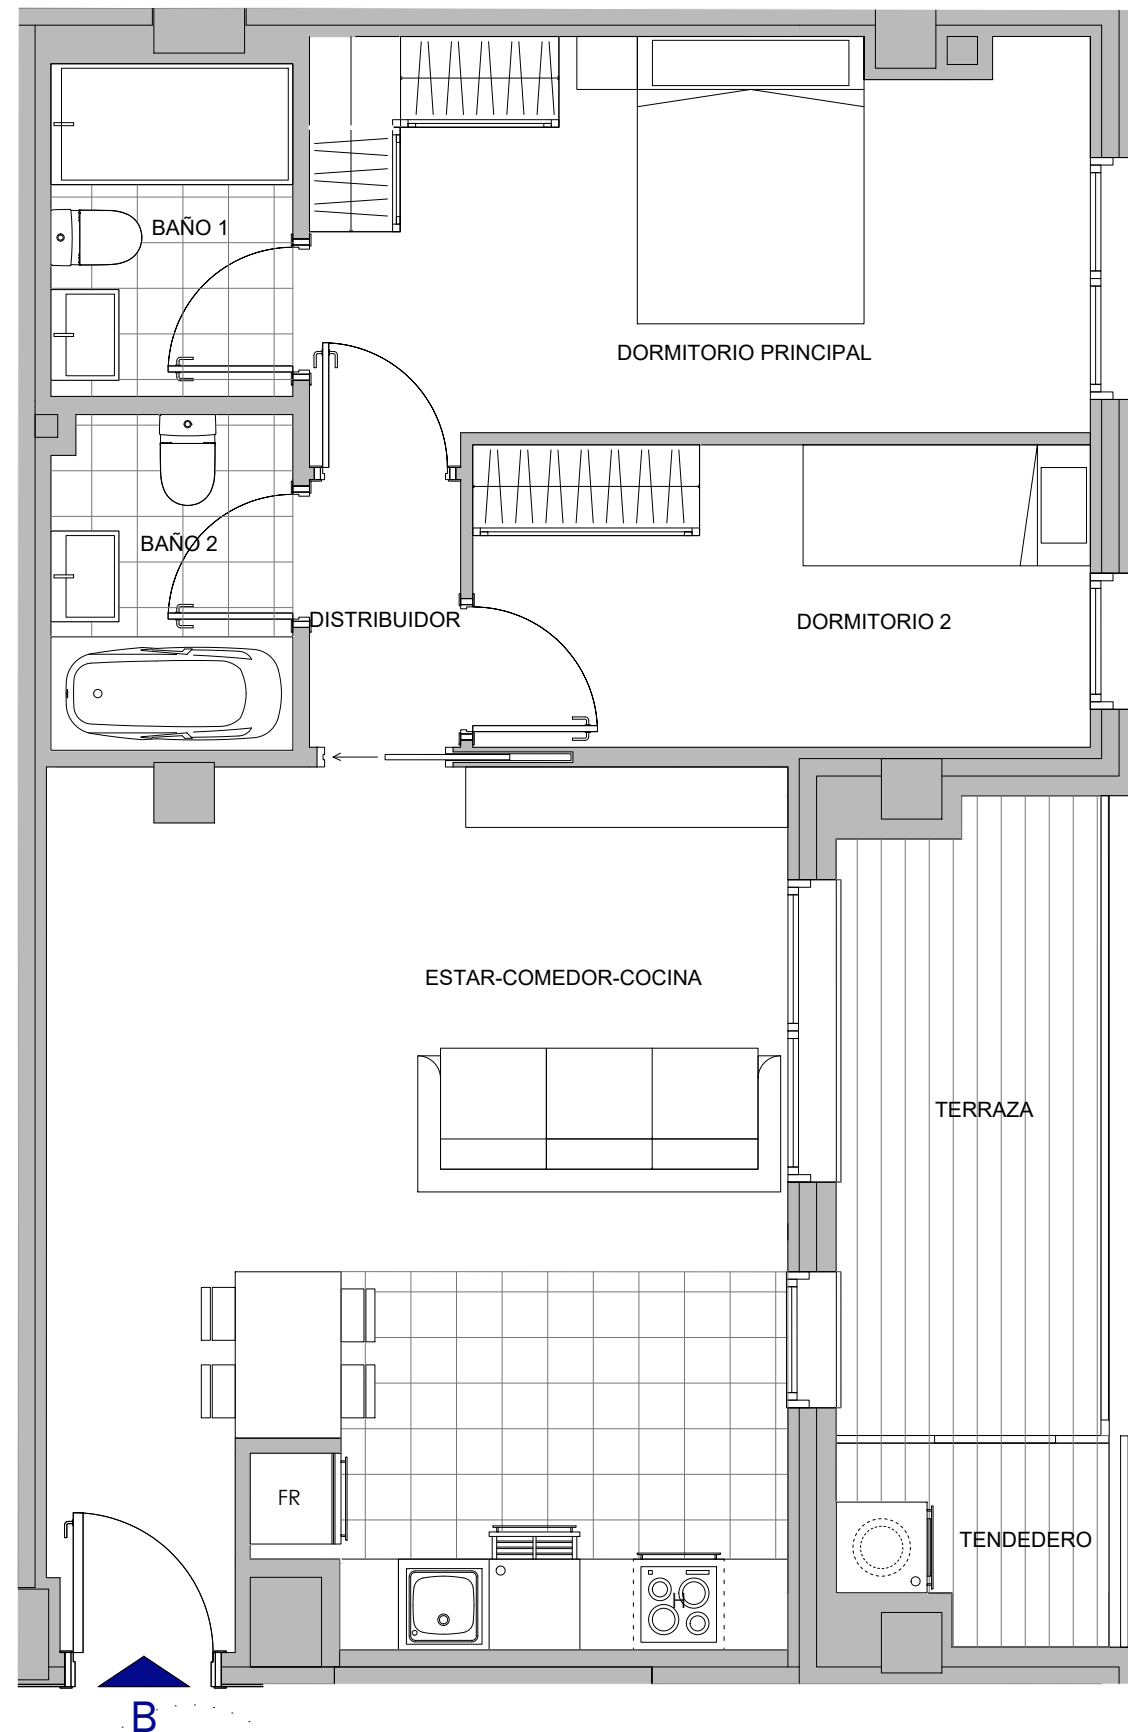 BAÑO 1
DORMITORIO PRINCIPAL
BAÑO 2
DISTRIBUIDOR
DORMITORIO 2
ESTAR-COMEDOR-COCINA
TERRAZA
FR
TENDEDERO
H
B